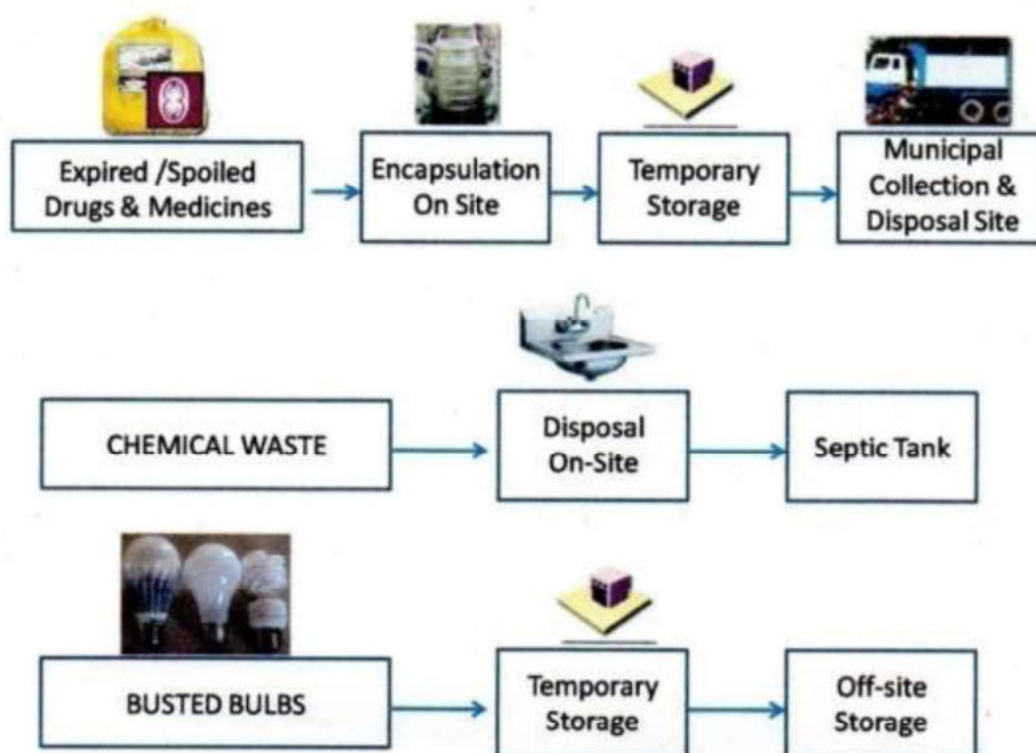 Expired /Spoiled
Drugs & Medicines
Encapsulation
On Site
Temporary
Storage
Municipal
Collection &
Disposal Site
CHEMICAL WASTE
Disposal
On-Site
Septic Tank
BUSTED BULBS
Temporary
Storage
Off-site
Storage